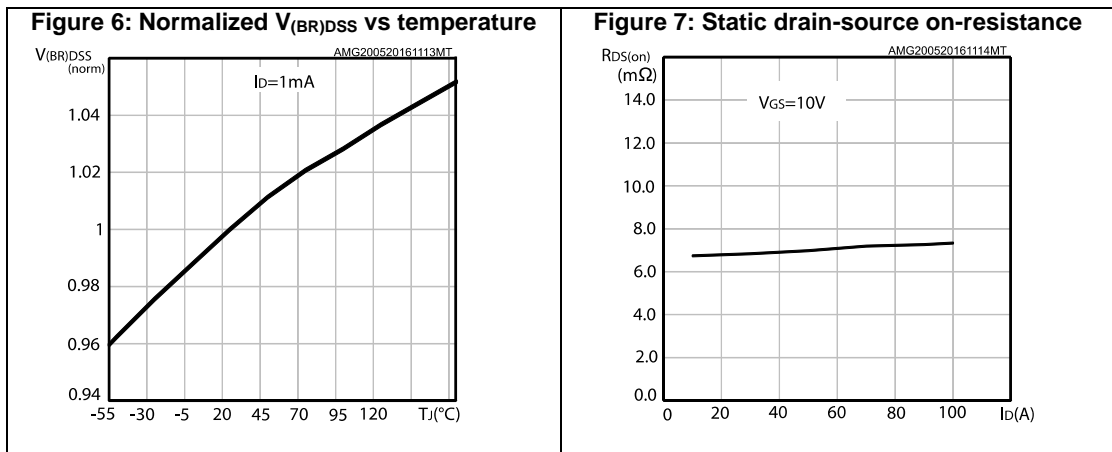 Figure 6: Normalized V(BR)DSS vs temperature
V(BR)DSS
(norm)
AMG200520161113MT
ID=1mA
1.04
1.02
1
0.98
0.96
0.94
-55 -30 -5 20 45 70 95 120 TJ(°C)
Figure 7: Static drain-source on-resistance
RDS(on)
(mΩ)
AMG200520161114MT
VGS=10V
14.0
12.0
10.0
8.0
6.0
4.0
2.0
0.0
0 20 40 60 80 100 ID(A)